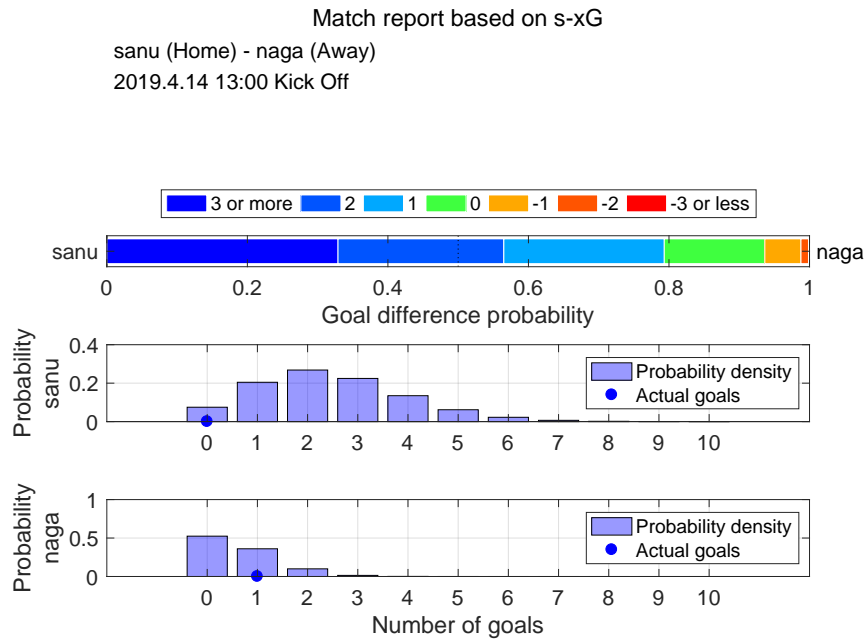 Match report based on s-xG
sanu (Home) - naga (Away)
2019.4.14 13:00 Kick Off
3 or more 2 1 0 -1 -2 -3 or less
sanu naga
0 0.2 0.4 0.6 0.8 1
Goal difference probability
Probability
sanu
0.4
0.2
0
Probability density
Actual goals
0 1 2 3 4 5 6 7 8 9 10
Probability
naga
1
0.5
0
Probability density
Actual goals
0 1 2 3 4 5 6 7 8 9 10
Number of goals